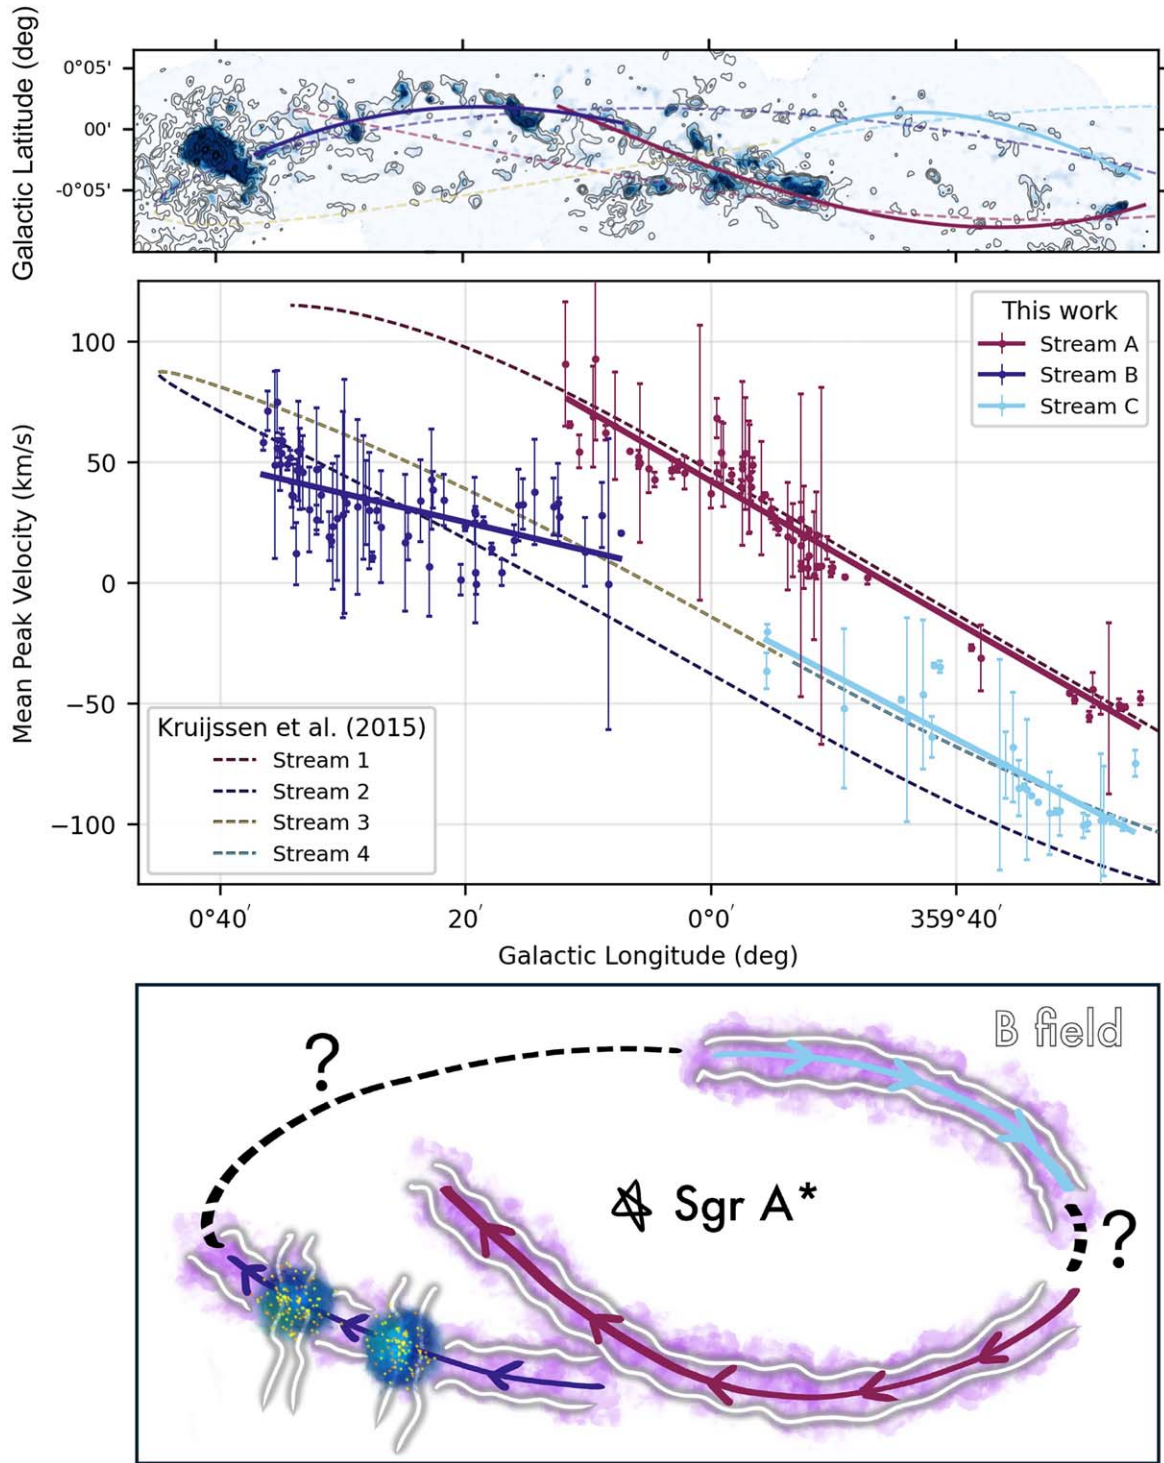 Galactic Latitude (deg)
0°05'
00'
-0°05'
Mean Peak Velocity (km/s)
100
50
0
−50
−100
This work
Stream A
Stream B
Stream C
Kruijssen et al. (2015)
Stream 1
Stream 2
Stream 3
Stream 4
0°40′
20′
0°0′
359°40′
Galactic Longitude (deg)
B field
?
Sgr A*
?